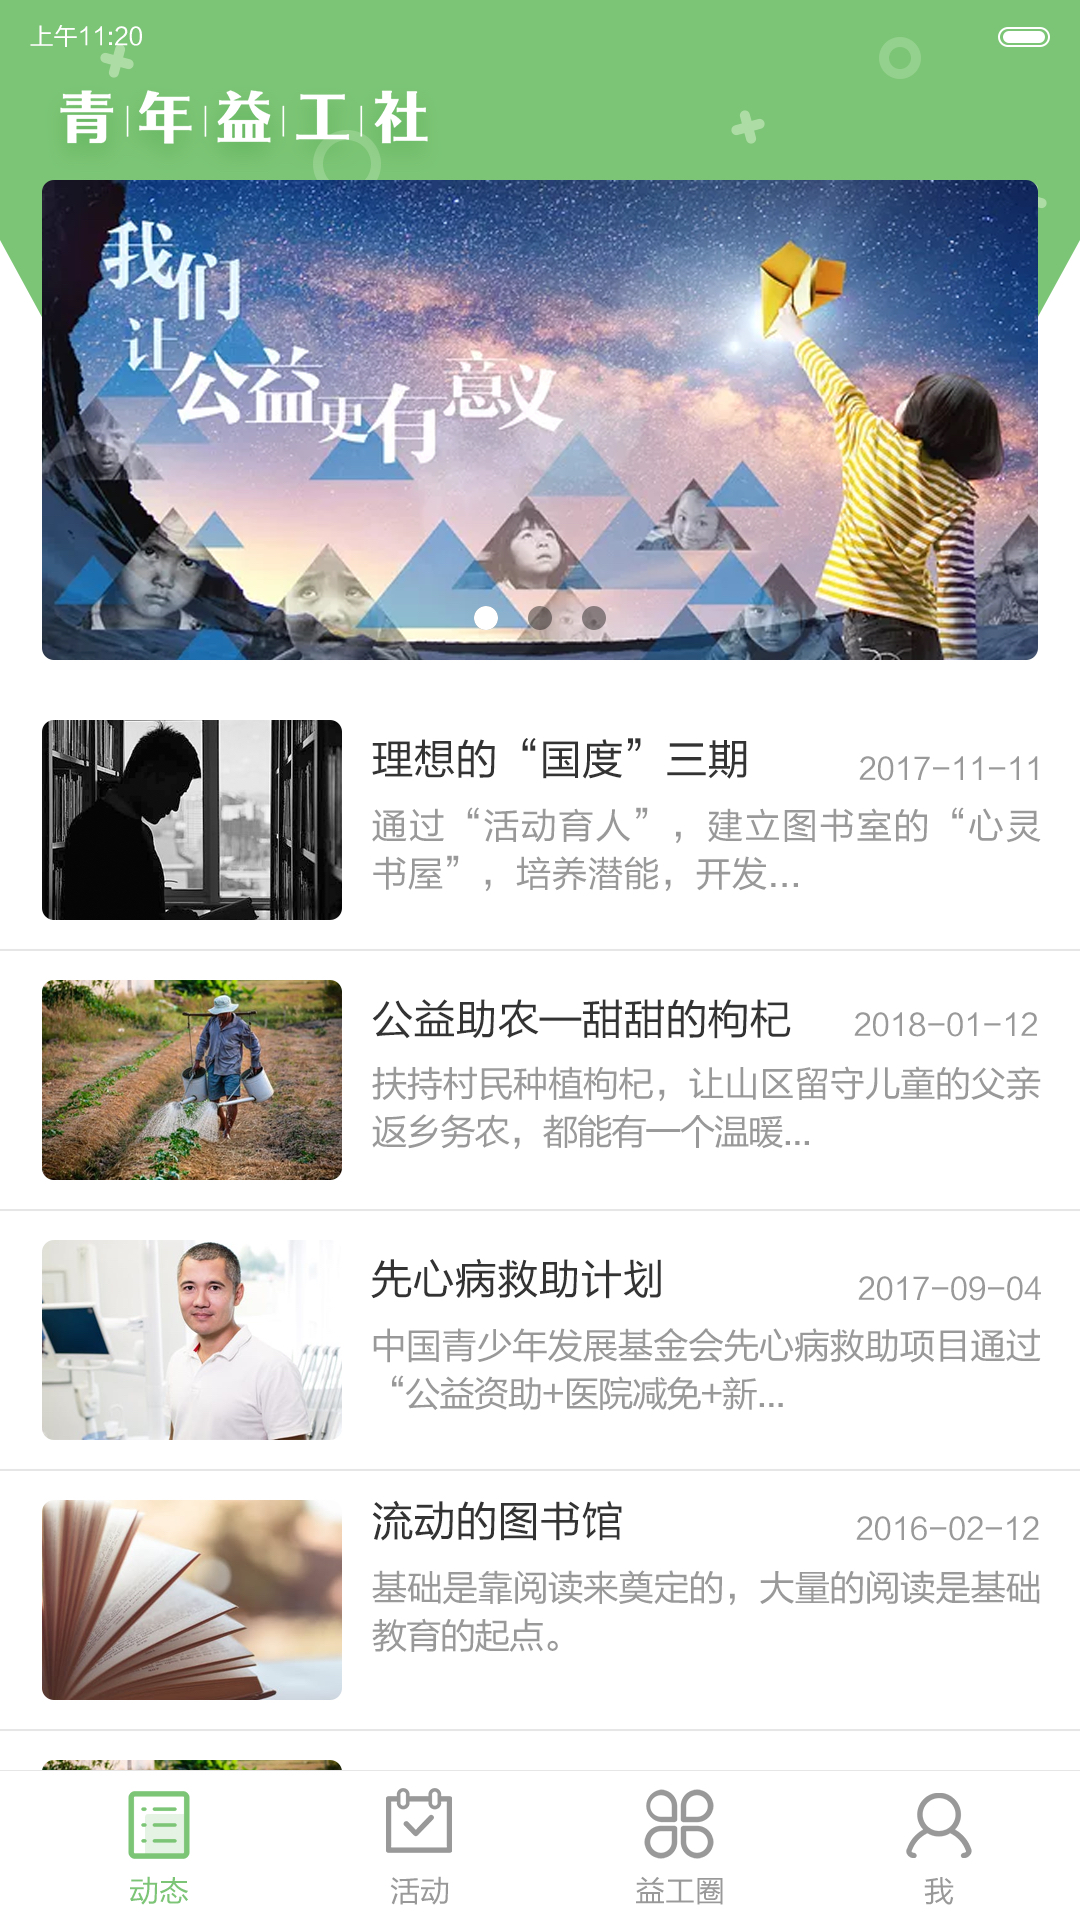 上午11:20
青年益工社
我们
让
公益更有意义
理想的“国度”三期
2017-11-11
通过“活动育人”，建立图书室的“心灵
书屋”，培养潜能，开发...
公益助农—甜甜的枸杞
2018-01-12
扶持村民种植枸杞，让山区留守儿童的父亲
返乡务农，都能有一个温暖...
先心病救助计划
2017-09-04
中国青少年发展基金会先心病救助项目通过
“公益资助+医院减免+新...
流动的图书馆
2016-02-12
基础是靠阅读来奠定的，大量的阅读是基础
教育的起点。
动态
活动
益工圈
我